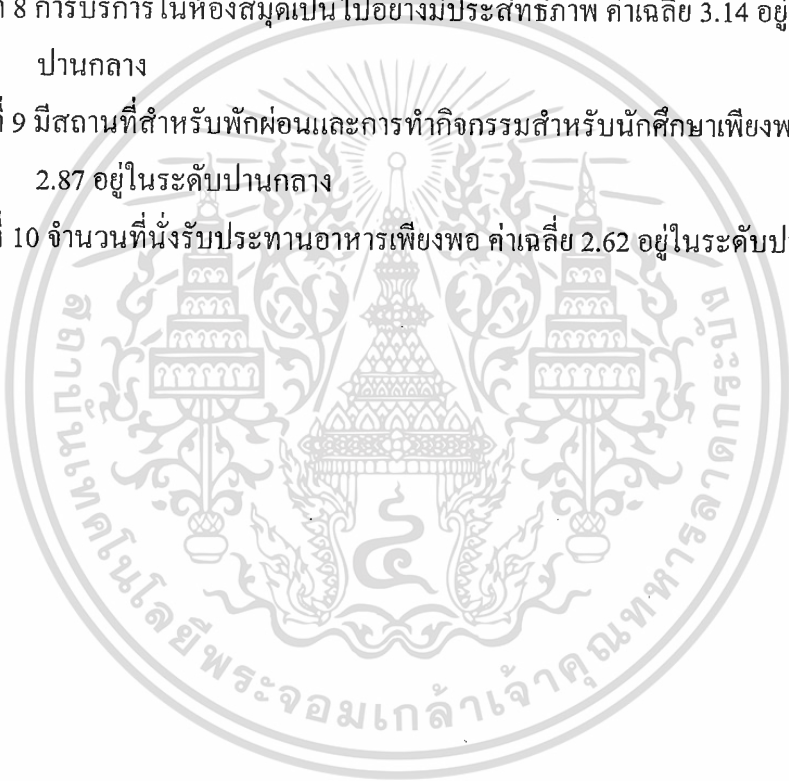 8 การบริการในห้องสมุดเป็นไปอย่างมีประสิทธิภาพ ค่าเฉลี่ย 3.14 อยู่
ปานกลาง
ที่ 9 มีสถานที่สำหรับพักผ่อนและการทำกิจกรรมสำหรับนักศึกษาเพียงพ
2.87 อยู่ในระดับปานกลาง
ที่ 10 จำนวนที่นั่งรับประทานอาหารเพียงพอ ค่าเฉลี่ย 2.62 อยู่ในระดับป
สถาบันเทคโนโลยีพระจอมเกล้าเจ้าคุณทหารลาดกระบัง